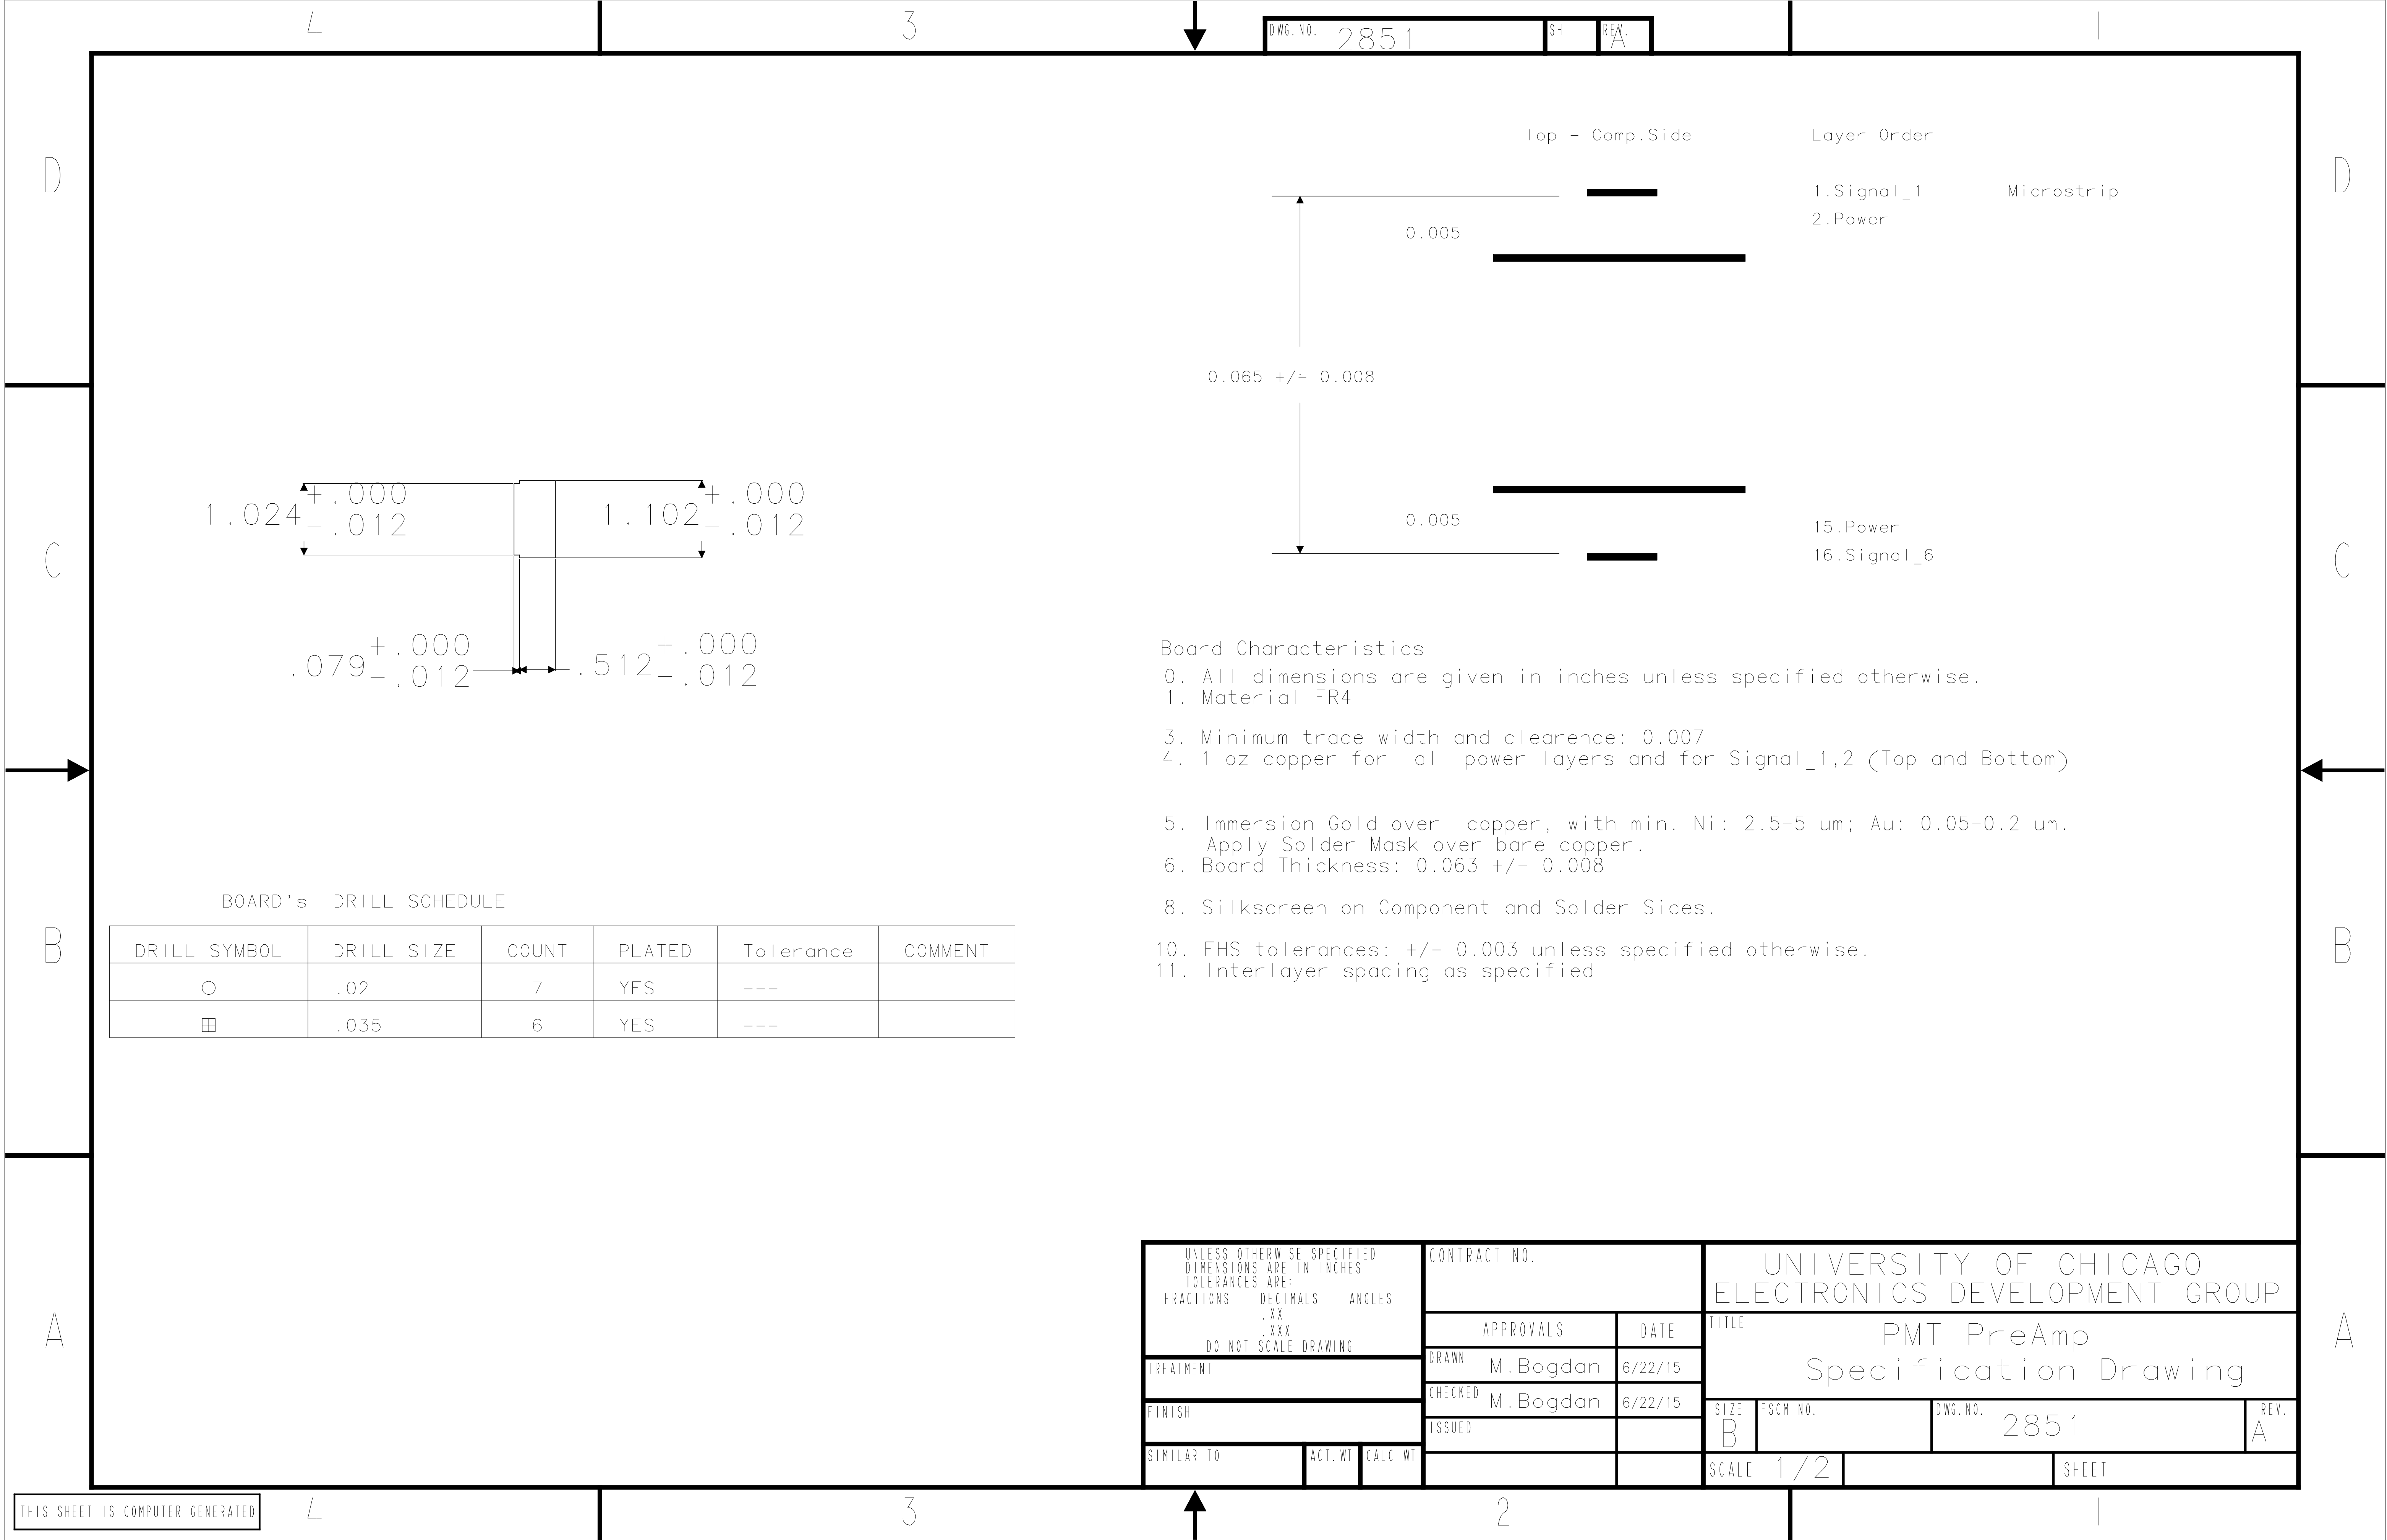 4
3
1
DWG. NO. 2851
SH
REV. A
D
D
Top - Comp.Side
Layer Order
1.Signal_1 Microstrip
2.Power
0.005
0.065 +/- 0.008
0.005
15.Power
16.Signal_6
1.024 +.000 -.012
1.102 +.000 -.012
.079 +.000 -.012
.512 +.000 -.012
C
C
Board Characteristics
0. All dimensions are given in inches unless specified otherwise.
1. Material FR4
3. Minimum trace width and clearence: 0.007
4. 1 oz copper for all power layers and for Signal_1,2 (Top and Bottom)
5. Immersion Gold over copper, with min. Ni: 2.5-5 um; Au: 0.05-0.2 um.
Apply Solder Mask over bare copper.
6. Board Thickness: 0.063 +/- 0.008
8. Silkscreen on Component and Solder Sides.
10. FHS tolerances: +/- 0.003 unless specified otherwise.
11. Interlayer spacing as specified
B
B
BOARD's DRILL SCHEDULE
DRILL SYMBOL DRILL SIZE COUNT PLATED Tolerance COMMENT
.02 7 YES ---
.035 6 YES ---
A
A
UNLESS OTHERWISE SPECIFIED
DIMENSIONS ARE IN INCHES
TOLERANCES ARE:
FRACTIONS DECIMALS ANGLES
.XX
.XXX
DO NOT SCALE DRAWING
TREATMENT
FINISH
SIMILAR TO
ACT. WT
CALC WT
CONTRACT NO.
APPROVALS DATE
DRAWN M.Bogdan 6/22/15
CHECKED M.Bogdan 6/22/15
ISSUED
UNIVERSITY OF CHICAGO
ELECTRONICS DEVELOPMENT GROUP
TITLE
PMT PreAmp
Specification Drawing
SIZE B
FSCM NO.
DWG. NO. 2851
REV. A
SCALE 1/2
SHEET
THIS SHEET IS COMPUTER GENERATED
4
3
2
1